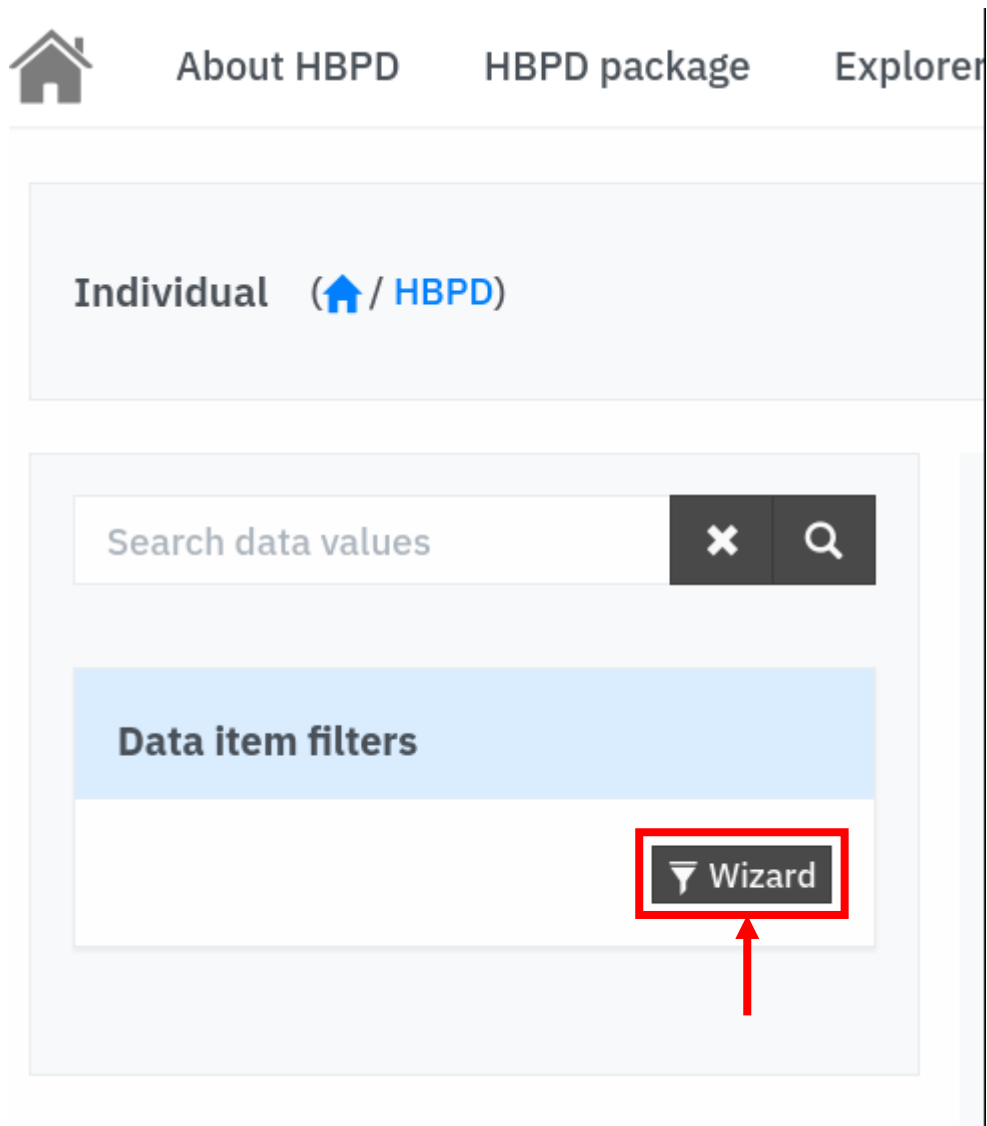 About HBPD HBPD package Explorer
Individual (/ HBPD)
Search data values
Data item filters
Wizard